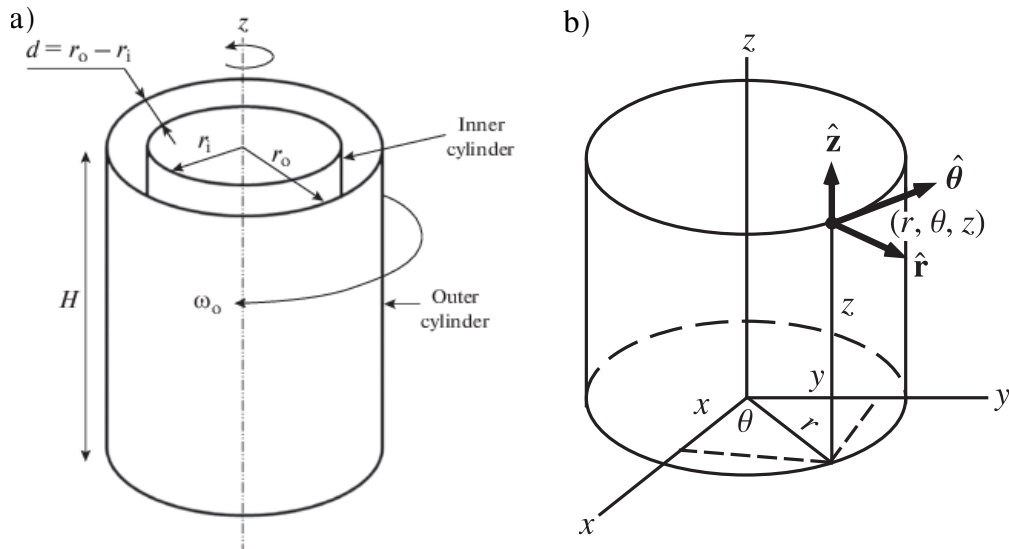 a)
z
d = r_o – r_i
r_i
r_o
Inner
cylinder
H
ω_o
Outer
cylinder
b)
z
ẑ
θ̂
(r, θ, z)
r̂
z
y
x
y
θ
r
x